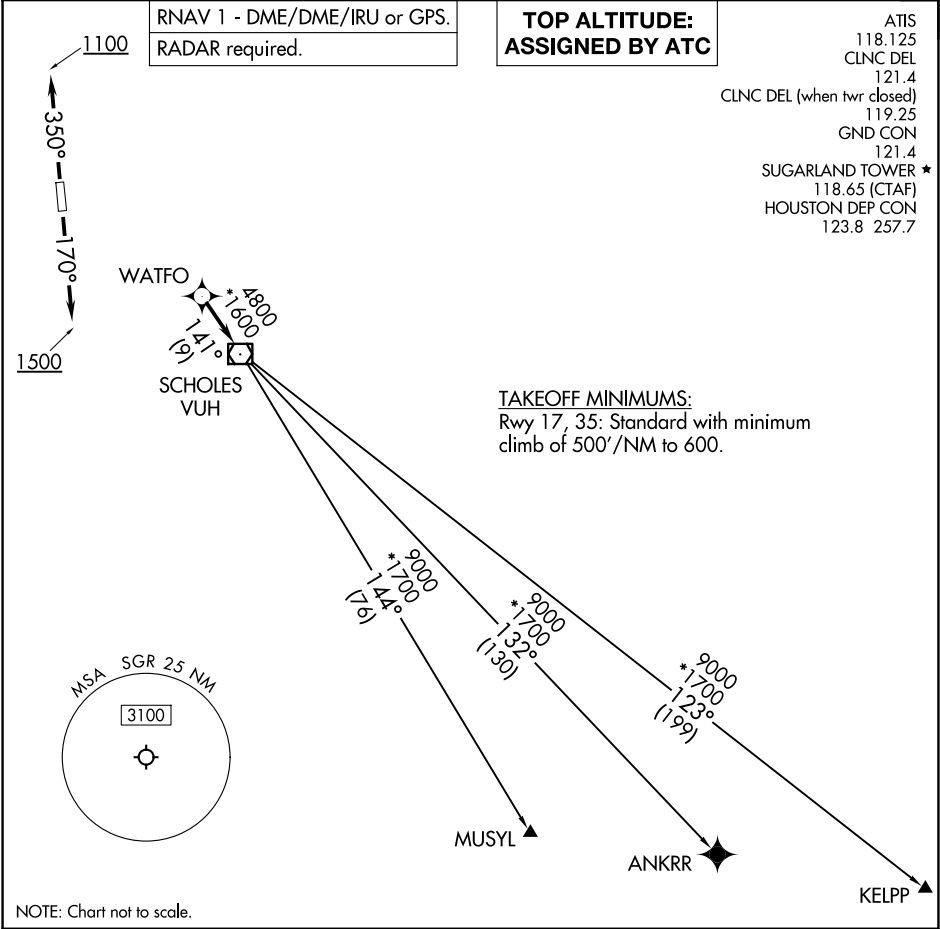 RNAV 1 - DME/DME/IRU or GPS.
RADAR required.
TOP ALTITUDE:
ASSIGNED BY ATC
ATIS
118.125
CLNC DEL
121.4
CLNC DEL (when twr closed)
119.25
GND CON
121.4
SUGARLAND TOWER ★
118.65 (CTAF)
HOUSTON DEP CON
123.8 257.7
1100
350°
170°
1500
WATFO
4800
*1600
141°
(9)
SCHOLES
VUH
TAKEOFF MINIMUMS:
Rwy 17, 35: Standard with minimum
climb of 500'/NM to 600.
9000
*1700
144°
(76)
9000
*1700
132°
(130)
9000
*1700
123°
(199)
MSA SGR 25 NM
3100
MUSYL
ANKRR
KELPP
NOTE: Chart not to scale.